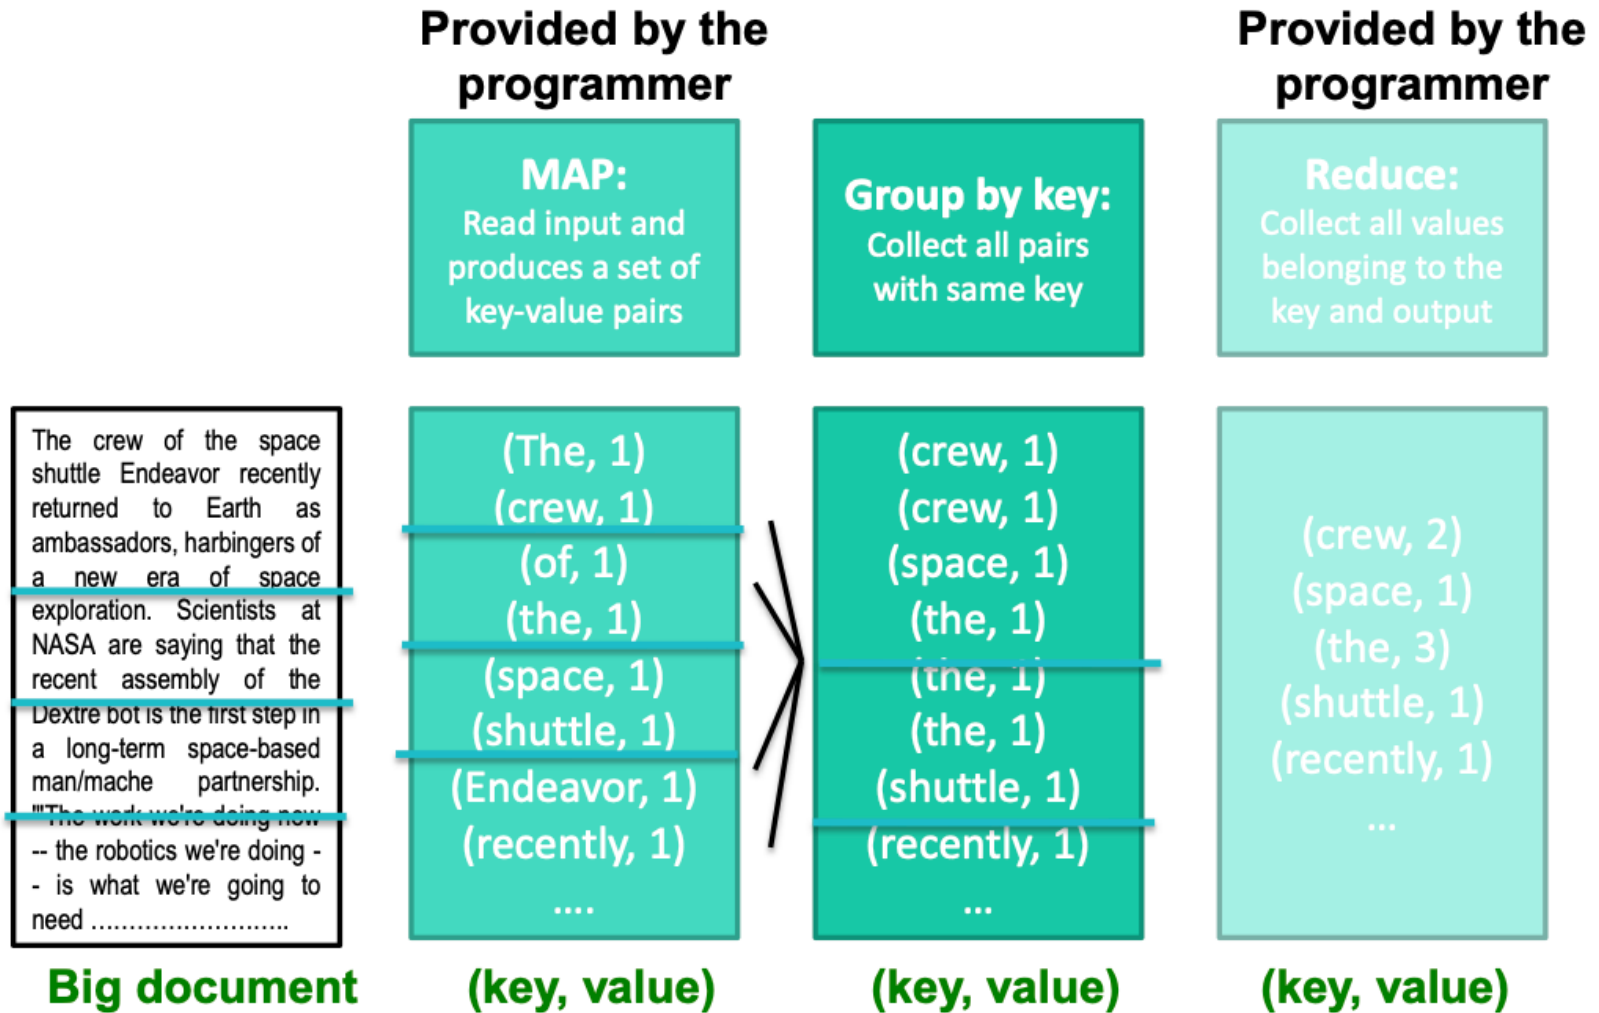 Provided by the
programmer
Provided by the
programmer
MAP:
Read input and
produces a set of
key-value pairs
Group by key:
Collect all pairs
with same key
Reduce:
Collect all values
belonging to the
key and output
The crew of the space
shuttle Endeavor recently
returned to Earth as
ambassadors, harbingers of
a new era of space
exploration. Scientists at
NASA are saying that the
recent assembly of the
Dextre bot is the first step in
a long-term space-based
man/mache partnership.
'"The work we're doing now
-- the robotics we're doing -
- is what we're going to
need ……………………..
Big document
(The, 1)
(crew, 1)
(of, 1)
(the, 1)
(space, 1)
(shuttle, 1)
(Endeavor, 1)
(recently, 1)
....
(key, value)
(crew, 1)
(crew, 1)
(space, 1)
(the, 1)
(the, 1)
(the, 1)
(shuttle, 1)
(recently, 1)
...
(key, value)
(crew, 2)
(space, 1)
(the, 3)
(shuttle, 1)
(recently, 1)
...
(key, value)